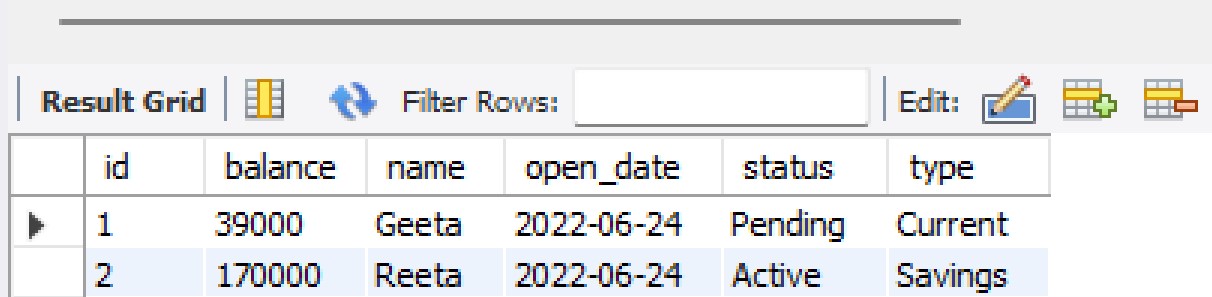 Result Grid Filter Rows: Edit:
id balance name open_date status type
1 39000 Geeta 2022-06-24 Pending Current
2 170000 Reeta 2022-06-24 Active Savings